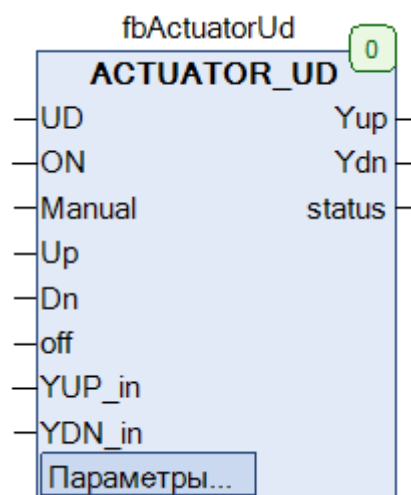 fbActuatorUd
0
ACTUATOR_UD
UD Yup
ON Ydn
Manual status
Up
Dn
off
YUP_in
YDN_in
Параметры...